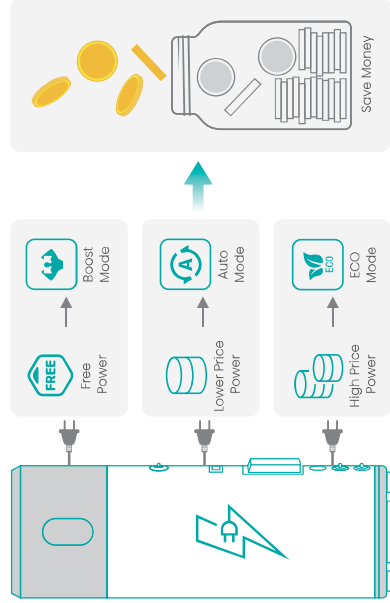 FREE
Free
Power
Boost
Mode
Lower Price
Power
A
Auto
Mode
High Price
Power
ECO
ECO
Mode
Save Money